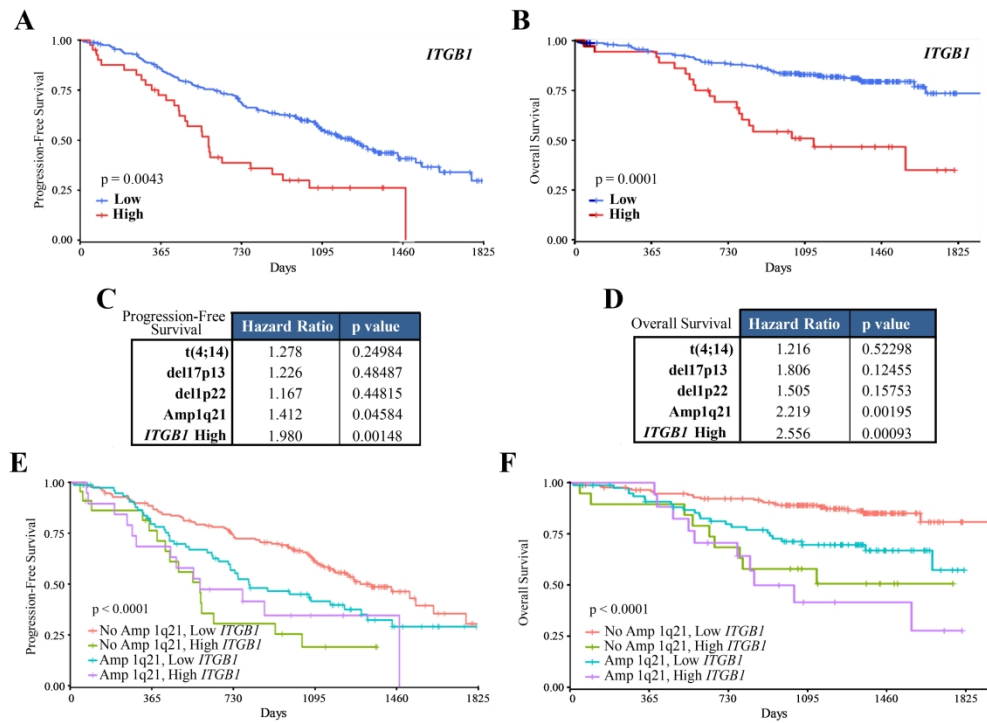 A
ITGB1
Progression-Free Survival
1.00
0.75
0.50
0.25
0.00
p = 0.0043
Low
High
0 365 730 1095 1460 1825
Days
B
ITGB1
Overall Survival
1.00
0.75
0.50
0.25
0.00
p = 0.0001
Low
High
0 365 730 1095 1460 1825
Days
C
Progression-Free
Survival
Hazard Ratio p value
t(4;14) 1.278 0.24984
del17p13 1.226 0.48487
del1p22 1.167 0.44815
Amp1q21 1.412 0.04584
ITGB1 High 1.980 0.00148
D
Overall Survival Hazard Ratio p value
t(4;14) 1.216 0.52298
del17p13 1.806 0.12455
del1p22 1.505 0.15753
Amp1q21 2.219 0.00195
ITGB1 High 2.556 0.00093
E
Progression-Free Survival
1.00
0.75
0.50
0.25
0.00
p < 0.0001
No Amp 1q21, Low ITGB1
No Amp 1q21, High ITGB1
Amp 1q21, Low ITGB1
Amp 1q21, High ITGB1
0 365 730 1095 1460 1825
Days
F
Overall Survival
1.00
0.75
0.50
0.25
0.00
p < 0.0001
No Amp 1q21, Low ITGB1
No Amp 1q21, High ITGB1
Amp 1q21, Low ITGB1
Amp 1q21, High ITGB1
0 365 730 1095 1460 1825
Days